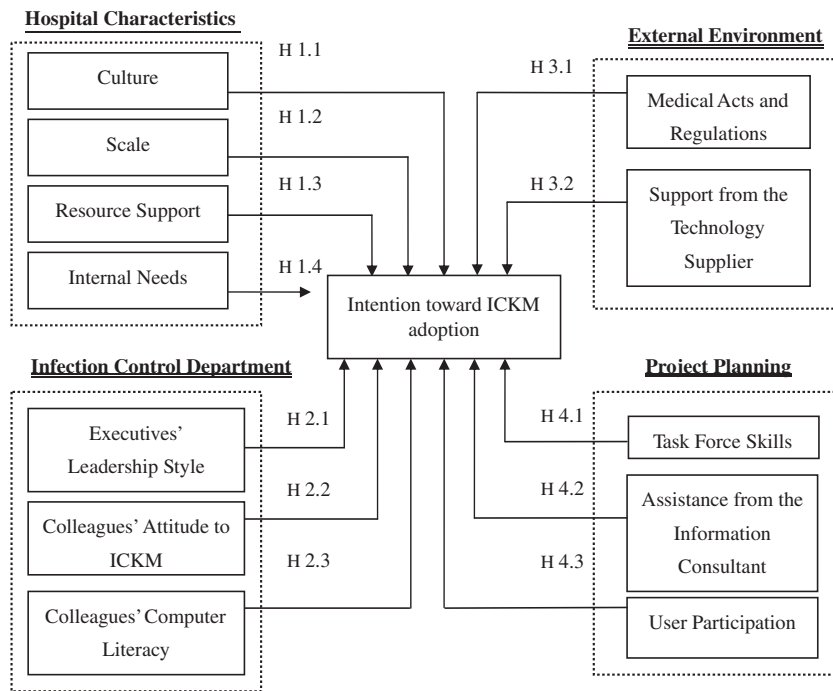 Hospital Characteristics
Culture
Scale
Resource Support
Internal Needs
H 1.1
H 1.2
H 1.3
H 1.4
External Environment
Medical Acts and
Regulations
Support from the
Technology
Supplier
H 3.1
H 3.2
Intention toward ICKM
adoption
Infection Control Department
Executives'
Leadership Style
Colleagues' Attitude to
ICKM
Colleagues' Computer
Literacy
H 2.1
H 2.2
H 2.3
Project Planning
Task Force Skills
Assistance from the
Information
Consultant
User Participation
H 4.1
H 4.2
H 4.3